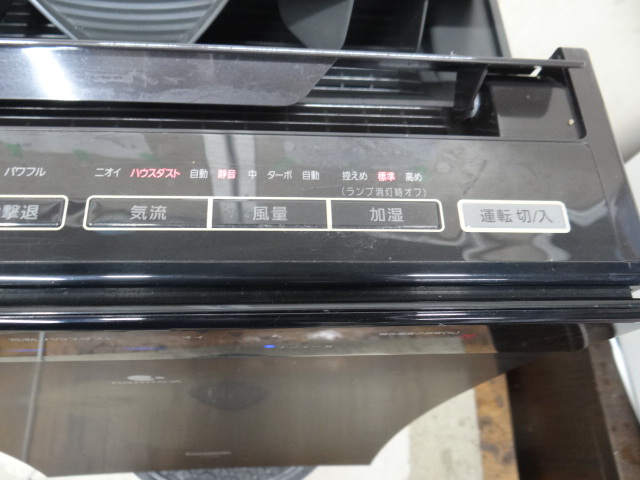 パワフル ニオイ ハウスダスト 自動 静音 中 ターボ 自動 控えめ 標準 高め
(ランプ消灯時オフ)
撃退 気流 風量 加湿 運転 切/入